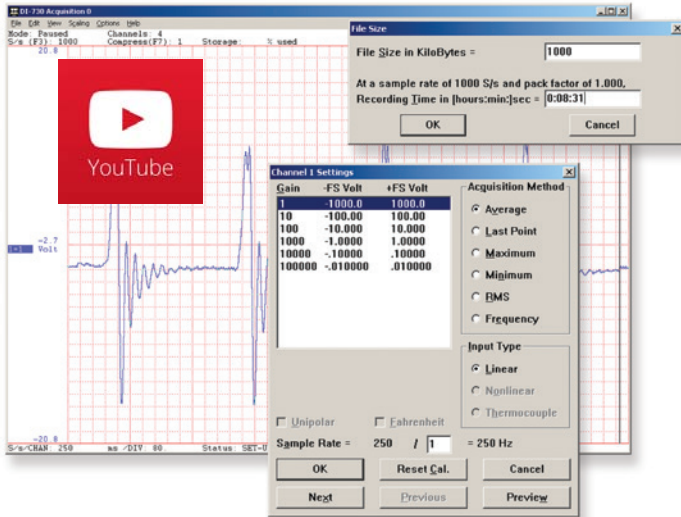 DI-730 Acquisition 0
File Edit View Scaling Options Help
Mode: Paused Channels: 4
S/s (F3): 1000 Compress(F7): 1 Storage: % used
20.8
-2.7
1-1 Volt
-20.8
S/s/CHAN: 250 ms /DIV: 80. Status: SET-U
YouTube
File Size
File Size in KiloBytes = 1000
At a sample rate of 1000 S/s and pack factor of 1.000,
Recording Time in [hours:min:]sec = 0:08:31
OK Cancel
Channel 1 Settings
Gain -FS Volt +FS Volt
1 -1000.0 1000.0
10 -100.00 100.00
100 -10.000 10.000
1000 -1.0000 1.0000
10000 -.10000 .10000
100000 -.010000 .010000
Acquisition Method
Average
Last Point
Maximum
Minimum
RMS
Frequency
Input Type
Linear
Nonlinear
Thermocouple
Unipolar Fahrenheit
Sample Rate = 250 / 1 = 250 Hz
OK Reset Cal. Cancel
Next Previous Preview